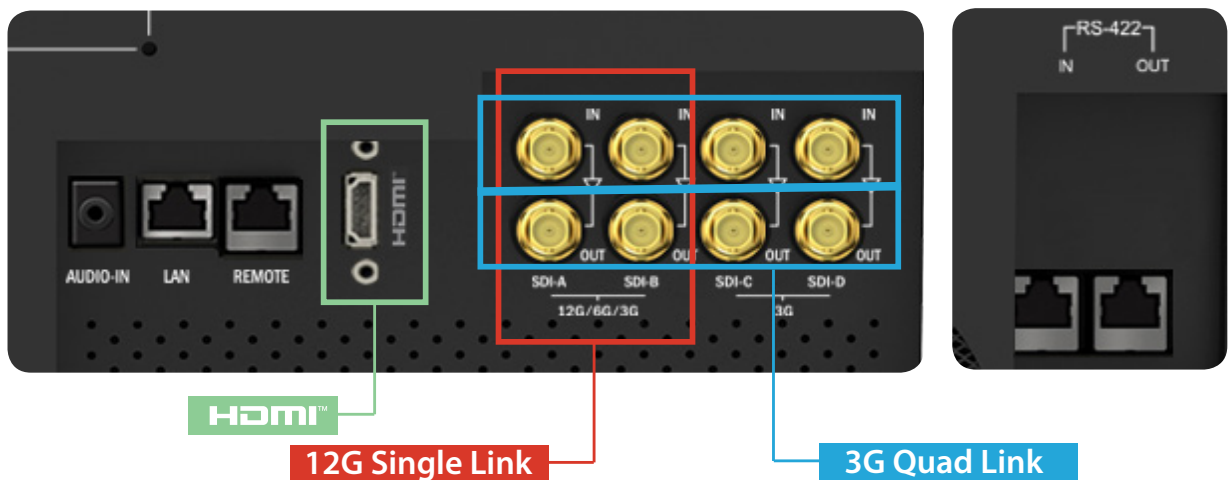 RS-422
IN OUT
IN IN IN IN
HDMI
OUT OUT OUT OUT
AUDIO-IN LAN REMOTE
SDI-A SDI-B SDI-C SDI-D
12G/6G/3G 3G
HDMI™
12G Single Link
3G Quad Link